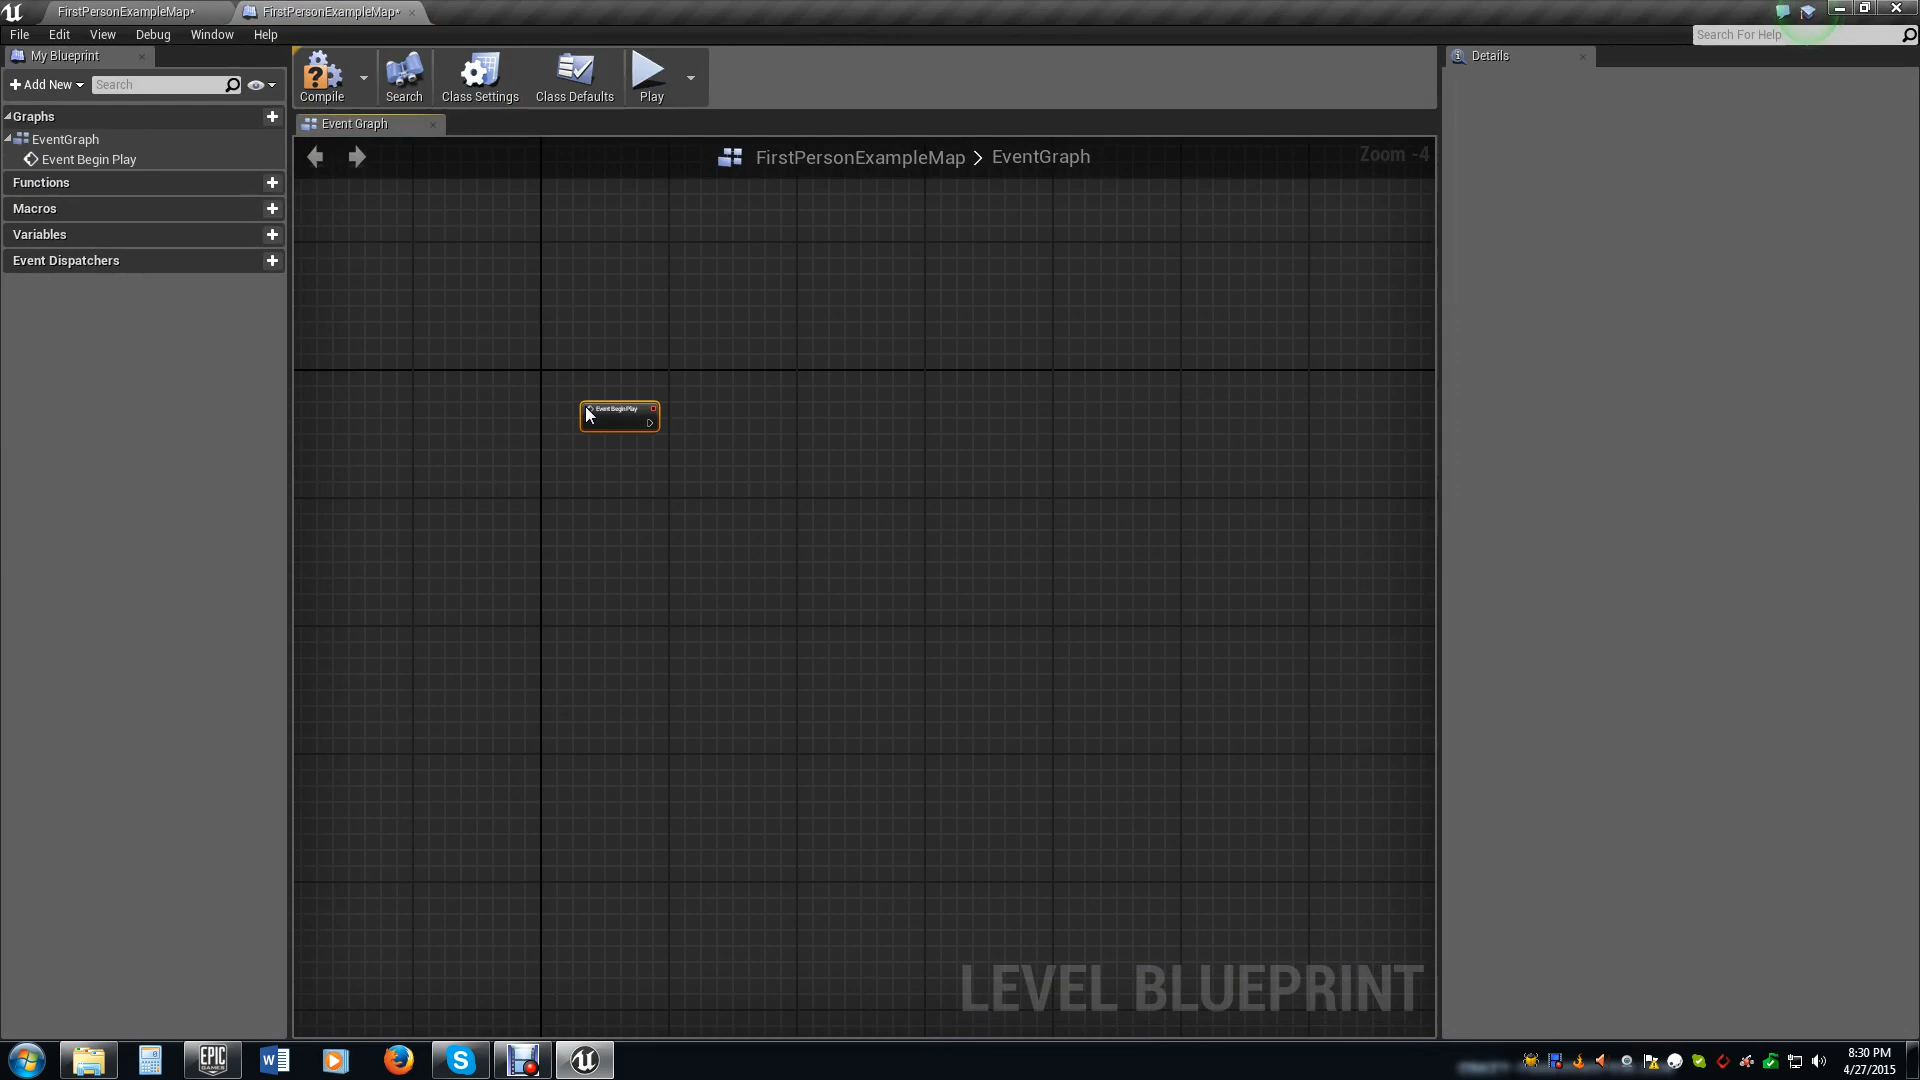 FirstPersonExampleMap*
FirstPersonExampleMap*
File Edit View Debug Window Help
Search For Help
My Blueprint
Add New
Search
Graphs
EventGraph
Event Begin Play
Functions
Macros
Variables
Event Dispatchers
Compile
Search
Class Settings
Class Defaults
Play
Event Graph
FirstPersonExampleMap > EventGraph
Zoom -4
Event Begin Play
LEVEL BLUEPRINT
Details
EPIC GAMES
8:30 PM
4/27/2015